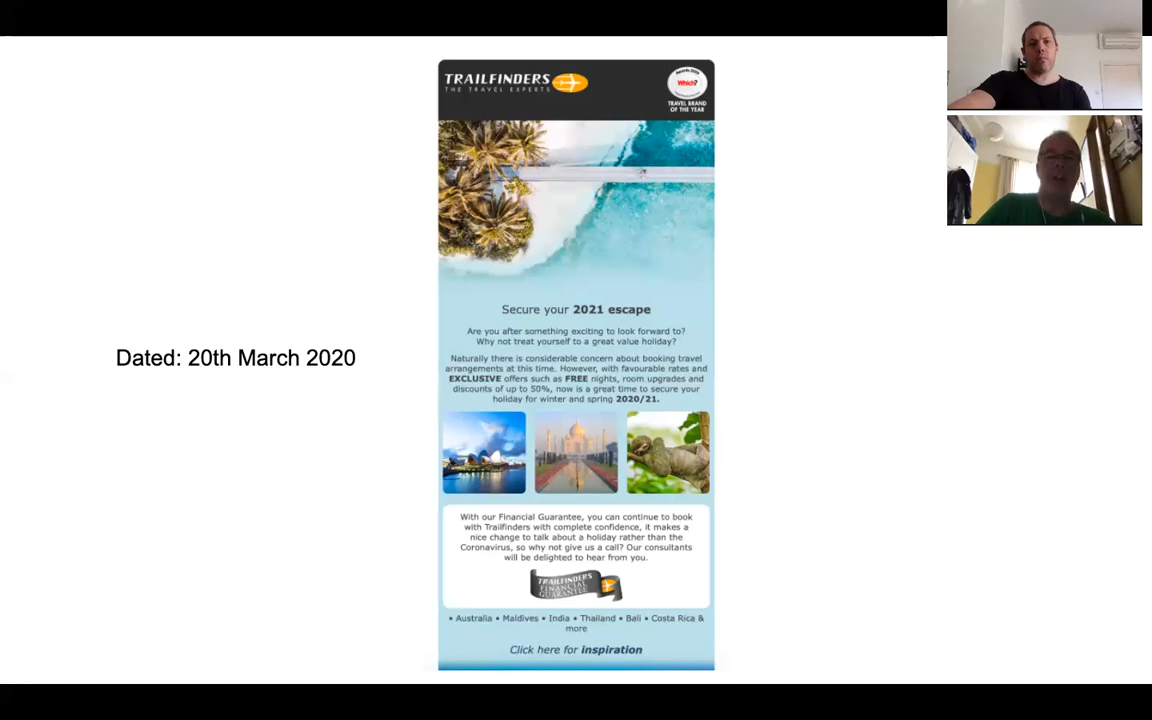 TRAILFINDERS
THE TRAVEL EXPERTS
Awards 2019
Which?
TRAVEL BRAND
OF THE YEAR
Secure your 2021 escape
Are you after something exciting to look forward to?
Why not treat yourself to a great value holiday?
Naturally there is considerable concern about booking travel
arrangements at this time. However, with favourable rates and
EXCLUSIVE offers such as FREE nights, room upgrades and
discounts of up to 50%, now is a great time to secure your
holiday for winter and spring 2020/21.
Dated: 20th March 2020
With our Financial Guarantee, you can continue to book
with Trailfinders with complete confidence, it makes a
nice change to talk about a holiday rather than the
Coronavirus, so why not give us a call? Our consultants
will be delighted to hear from you.
TRAILFINDERS
FINANCIAL
GUARANTEE
• Australia • Maldives • India • Thailand • Bali • Costa Rica &
more
Click here for inspiration